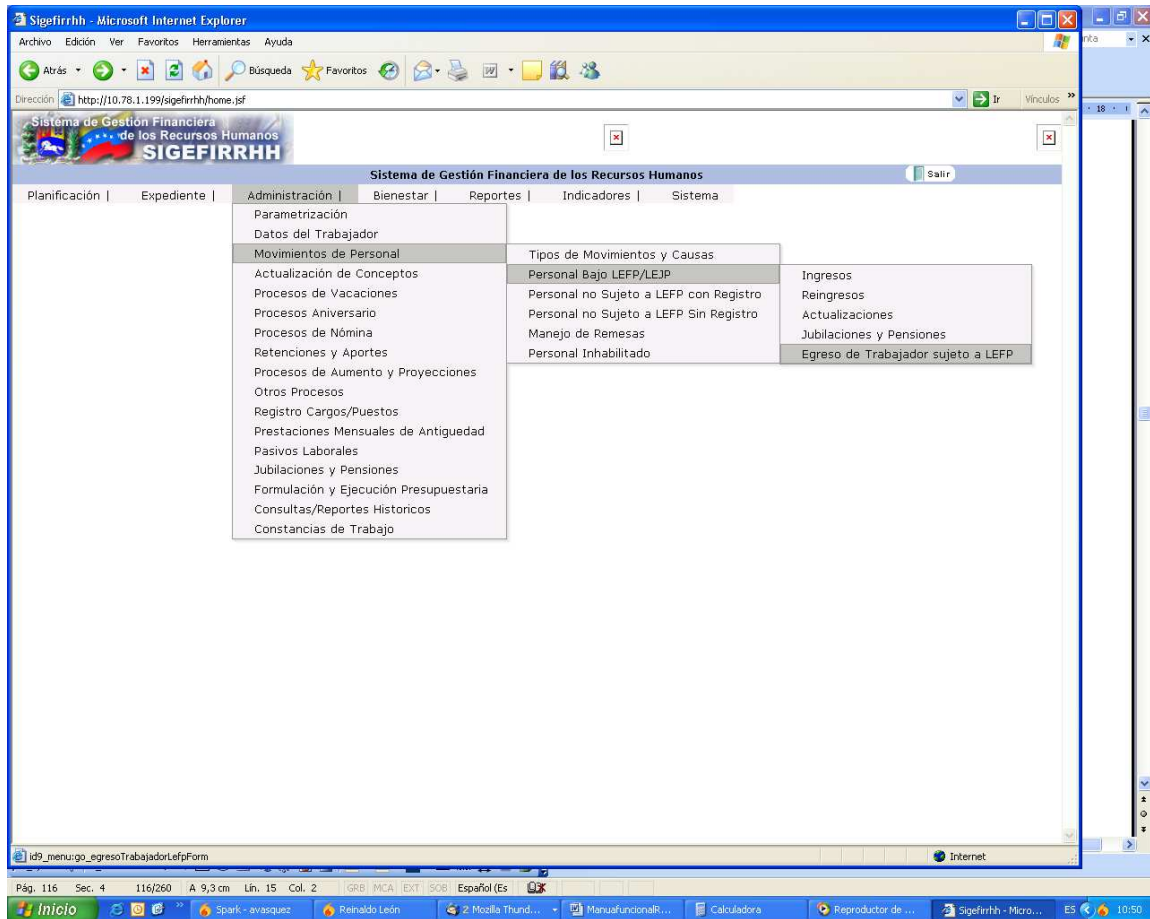 Sigefirrhh - Microsoft Internet Explorer
Archivo Edición Ver Favoritos Herramientas Ayuda
Atrás Búsqueda Favoritos
Dirección http://10.78.1.199/sigefirrhh/home.jsf Ir Vínculos »
Sistema de Gestión Financiera
de los Recursos Humanos
SIGEFIRRHH
Sistema de Gestión Financiera de los Recursos Humanos Salir
Planificación | Expediente | Administración | Bienestar | Reportes | Indicadores | Sistema
Parametrización
Datos del Trabajador
Movimientos de Personal
Actualización de Conceptos
Procesos de Vacaciones
Procesos Aniversario
Procesos de Nómina
Retenciones y Aportes
Procesos de Aumento y Proyecciones
Otros Procesos
Registro Cargos/Puestos
Prestaciones Mensuales de Antiguedad
Pasivos Laborales
Jubilaciones y Pensiones
Formulación y Ejecución Presupuestaria
Consultas/Reportes Historicos
Constancias de Trabajo
Tipos de Movimientos y Causas
Personal Bajo LEFP/LEJP
Personal no Sujeto a LEFP con Registro
Personal no Sujeto a LEFP Sin Registro
Manejo de Remesas
Personal Inhabilitado
Ingresos
Reingresos
Actualizaciones
Jubilaciones y Pensiones
Egreso de Trabajador sujeto a LEFP
· 18 ·
id9_menu:go_egresoTrabajadorLefpForm Internet
Pág. 116 Sec. 4 116/260 A 9,3 cm Lín. 15 Col. 2 GRB MCA EXT SOB Español (Es
Inicio » Spark - avasquez Reinaldo León 2 Mozilla Thund... ManuafuncionalR... Calculadora Reproductor de ... Sigefirrhh - Micro... ES 10:50